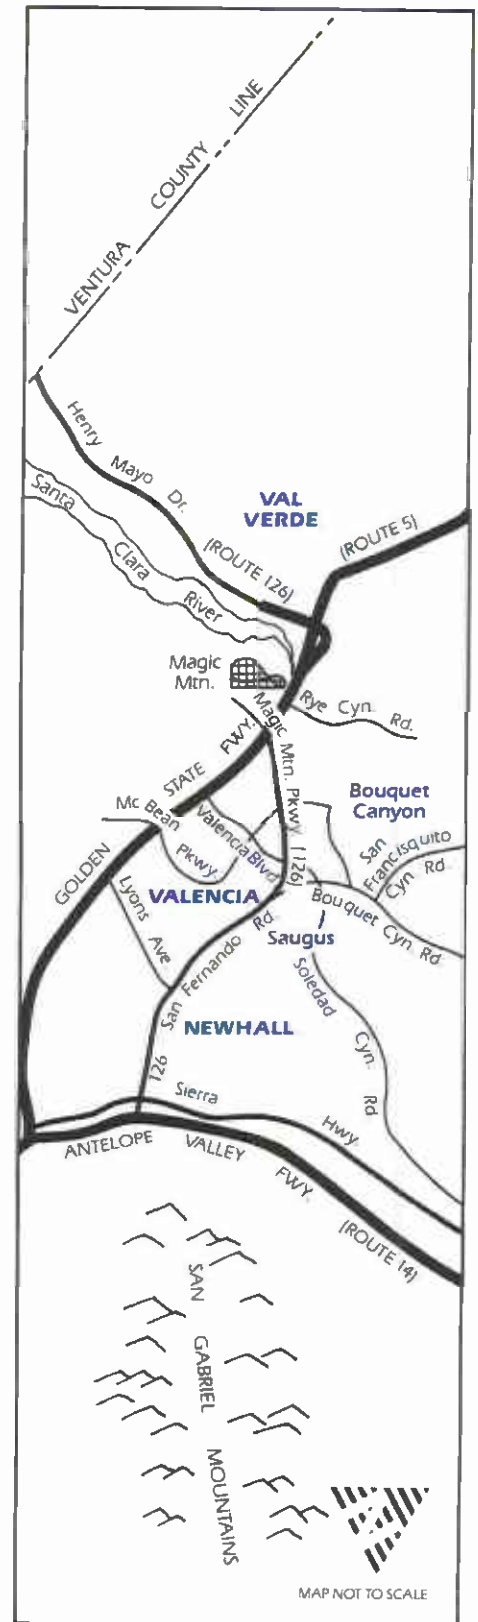 VENTURA COUNTY LINE
Henry Mayo Dr.
(ROUTE 126)
Santa Clara River
VAL
VERDE
(ROUTE 5)
Magic
Mtn.
Rye Cyn. Rd.
Magic Mtn. Pkwy. (126)
GOLDEN STATE FWY.
Mc Bean Pkwy.
Valencia Blvd.
Bouquet
Canyon
San
Francisquito
Cyn Rd.
Lyons Ave
VALENCIA
Bouquet Cyn. Rd.
Saugus
San Fernando Rd.
Soledad Cyn. Rd
NEWHALL
126
Sierra Hwy.
ANTELOPE VALLEY FWY. (ROUTE 14)
SAN GABRIEL MOUNTAINS
MAP NOT TO SCALE